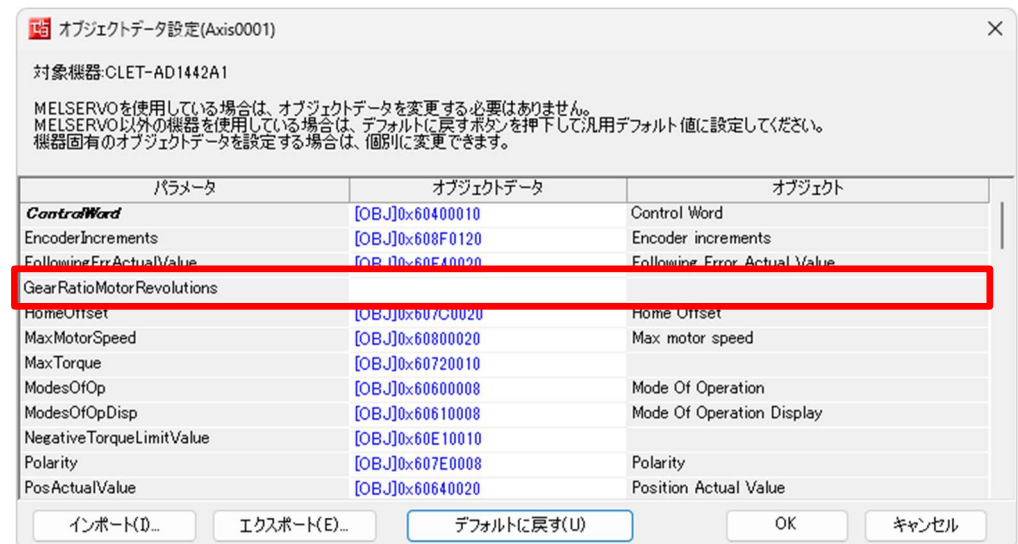 オブジェクトデータ設定(Axis0001)
対象機器:CLET-AD1442A1
MELSERVOを使用している場合は、オブジェクトデータを変更する必要はありません。
MELSERVO以外の機器を使用している場合は、デフォルトに戻すボタンを押下して汎用デフォルト値に設定してください。
機器固有のオブジェクトデータを設定する場合は、個別に変更できます。
パラメータ オブジェクトデータ オブジェクト
ControlWord [OBJ]0x60400010 Control Word
EncoderIncrements [OBJ]0x608F0120 Encoder increments
FollowingErrActualValue [OBJ]0x60F40020 Following Error Actual Value
GearRatioMotorRevolutions
HomeOffset [OBJ]0x607C0020 Home Offset
MaxMotorSpeed [OBJ]0x60800020 Max motor speed
MaxTorque [OBJ]0x60720010
ModesOfOp [OBJ]0x60600008 Mode Of Operation
ModesOfOpDisp [OBJ]0x60610008 Mode Of Operation Display
NegativeTorqueLimitValue [OBJ]0x60E10010
Polarity [OBJ]0x607E0008 Polarity
PosActualValue [OBJ]0x60640020 Position Actual Value
インポート(I)... エクスポート(E)... デフォルトに戻す(U) OK キャンセル